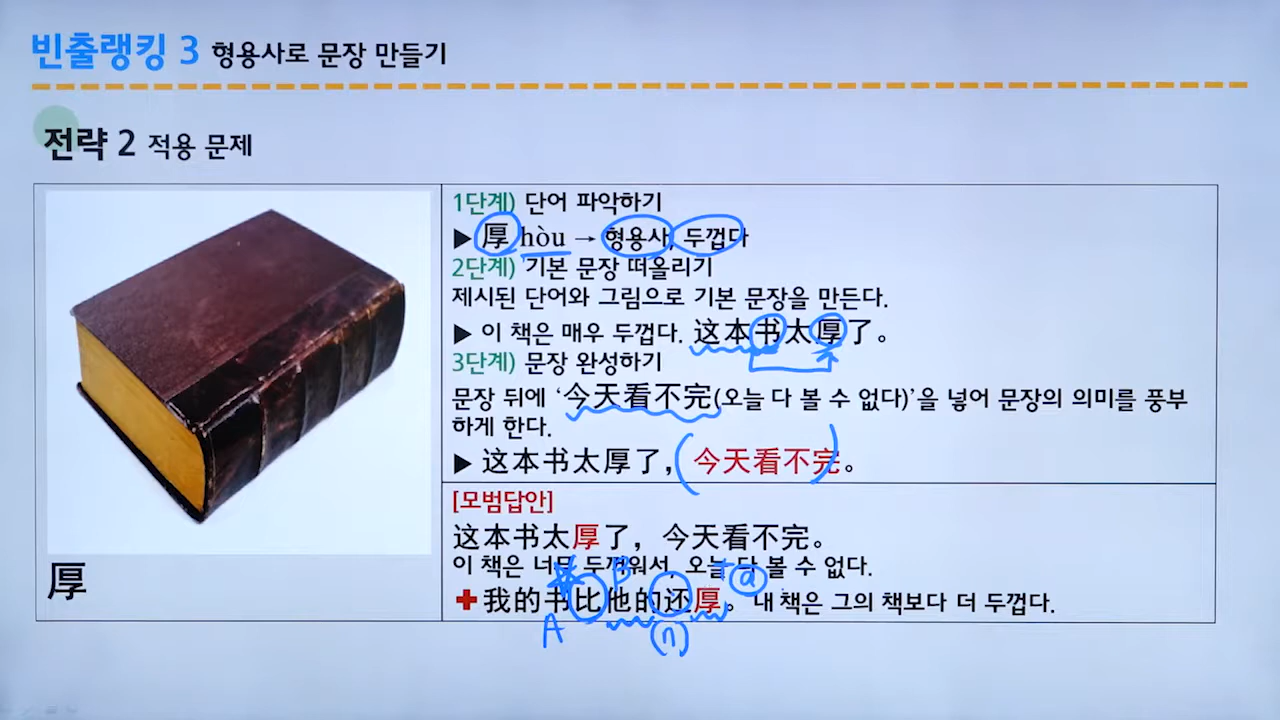 빈출랭킹 3 형용사로 문장 만들기
전략 2 적용 문제
厚
1단계) 단어 파악하기
▶ 厚 hòu → 형용사, 두껍다
2단계) 기본 문장 떠올리기
제시된 단어와 그림으로 기본 문장을 만든다.
▶ 이 책은 매우 두껍다. 这本书太厚了。
3단계) 문장 완성하기
문장 뒤에 ‘今天看不完(오늘 다 볼 수 없다)’을 넣어 문장의 의미를 풍부
하게 한다.
▶ 这本书太厚了, (今天看不完)。
[모범답안]
这本书太厚了，今天看不完。
이 책은 너무 두꺼워서, 오늘 다 볼 수 없다.
✚ 我的书比他的还厚。 내 책은 그의 책보다 더 두껍다.
A
B
+ⓐ
(기)